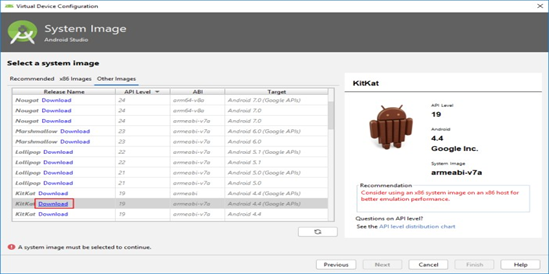 Virtual Device Configuration
System Image
Android Studio
Select a system image
Recommended x86 Images Other Images
Release Name API Level ABI Target
Nougat Download 24 arm64-v8a Android 7.0 (Google APIs)
Nougat Download 24 arm64-v8a Android 7.0
Nougat Download 24 armeabi-v7a Android 7.0 (Google APIs)
Marshmallow Download 23 armeabi-v7a Android 6.0 (Google APIs)
Marshmallow Download 23 armeabi-v7a Android 6.0
Lollipop Download 22 armeabi-v7a Android 5.1 (Google APIs)
Lollipop Download 22 armeabi-v7a Android 5.1
Lollipop Download 21 armeabi-v7a Android 5.0 (Google APIs)
Lollipop Download 21 armeabi-v7a Android 5.0
KitKat Download 19 armeabi-v7a Android 4.4 (Google APIs)
KitKat Download 19 armeabi-v7a Android 4.4 (Google APIs)
KitKat Download 19 armeabi-v7a Android 4.4
KitKat
API Level
19
Android
4.4
Google Inc.
System Image
armeabi-v7a
Recommendation
Consider using an x86 system image on an x86 host for
better emulation performance.
Questions on API level?
See the API level distribution chart
A system image must be selected to continue.
Previous Next Cancel Finish Help